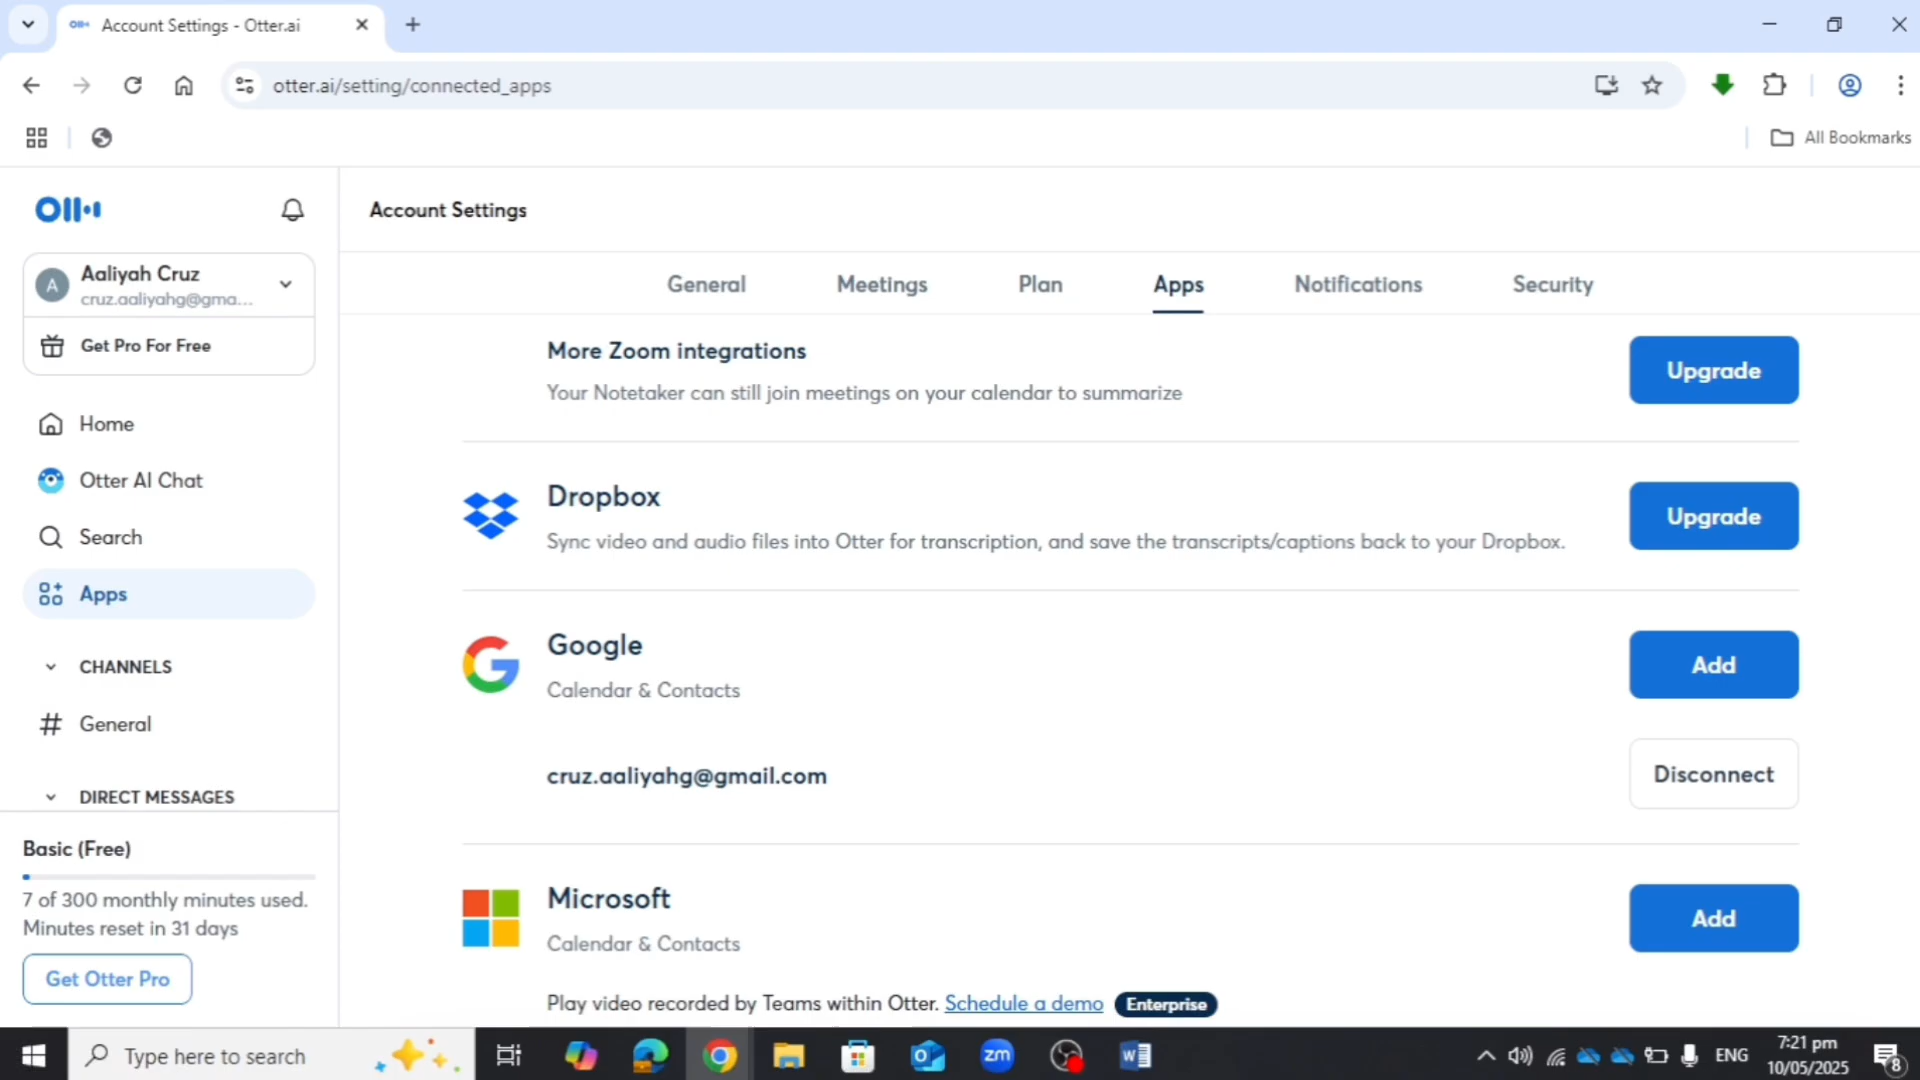 Account Settings - Otter.ai
otter.ai/setting/connected_apps
All Bookmarks
Account Settings
Aaliyah Cruz
cruz.aaliyahg@gma...
Get Pro For Free
Home
Otter AI Chat
Search
Apps
CHANNELS
General
DIRECT MESSAGES
Basic (Free)
7 of 300 monthly minutes used.
Minutes reset in 31 days
Get Otter Pro
General Meetings Plan Apps Notifications Security
More Zoom integrations
Your Notetaker can still join meetings on your calendar to summarize
Upgrade
Dropbox
Sync video and audio files into Otter for transcription, and save the transcripts/captions back to your Dropbox.
Upgrade
Google
Calendar & Contacts
Add
cruz.aaliyahg@gmail.com
Disconnect
Microsoft
Calendar & Contacts
Add
Play video recorded by Teams within Otter. Schedule a demo Enterprise
Type here to search
zm
ENG
7:21 pm
10/05/2025
8